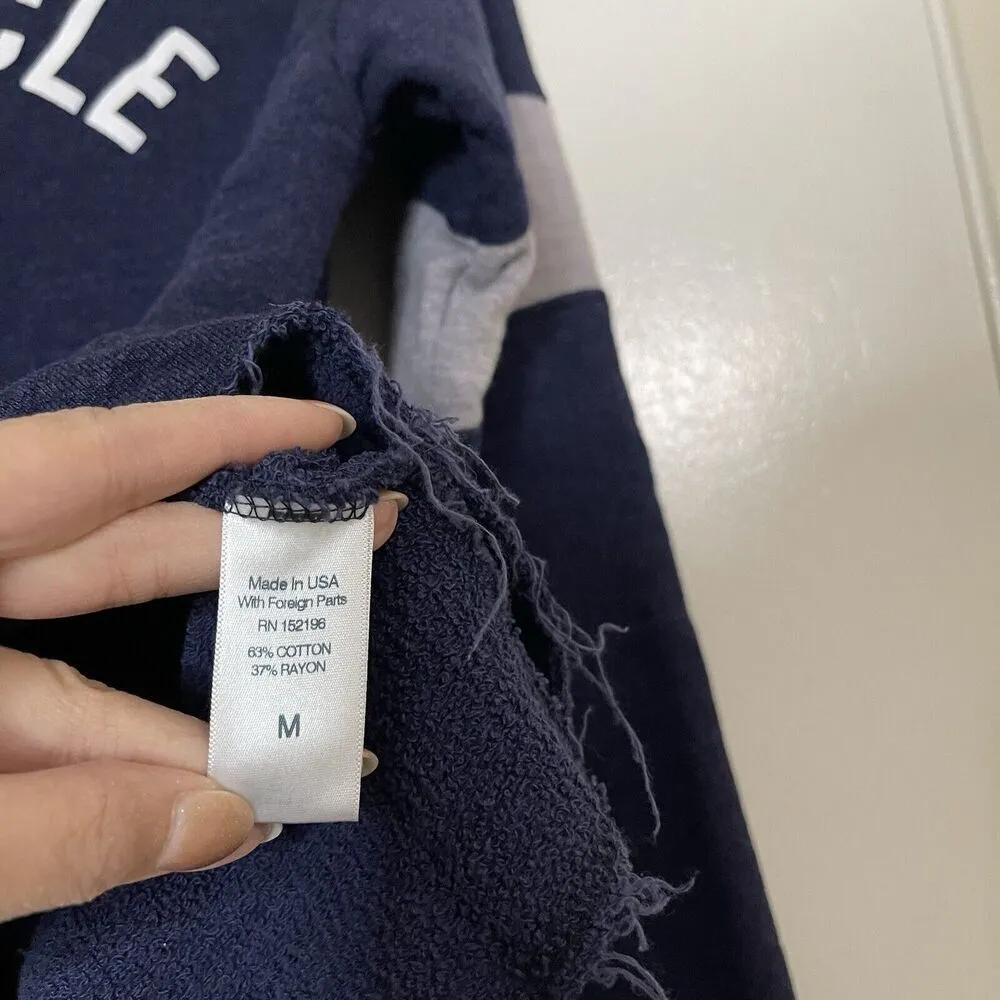 CLE
Made In USA
With Foreign Parts
RN 152196
63% COTTON
37% RAYON
M